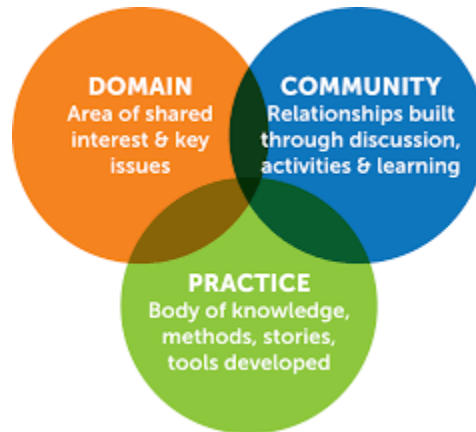 DOMAIN
Area of shared
interest & key
issues
COMMUNITY
Relationships built
through discussion,
activities & learning
PRACTICE
Body of knowledge,
methods, stories,
tools developed